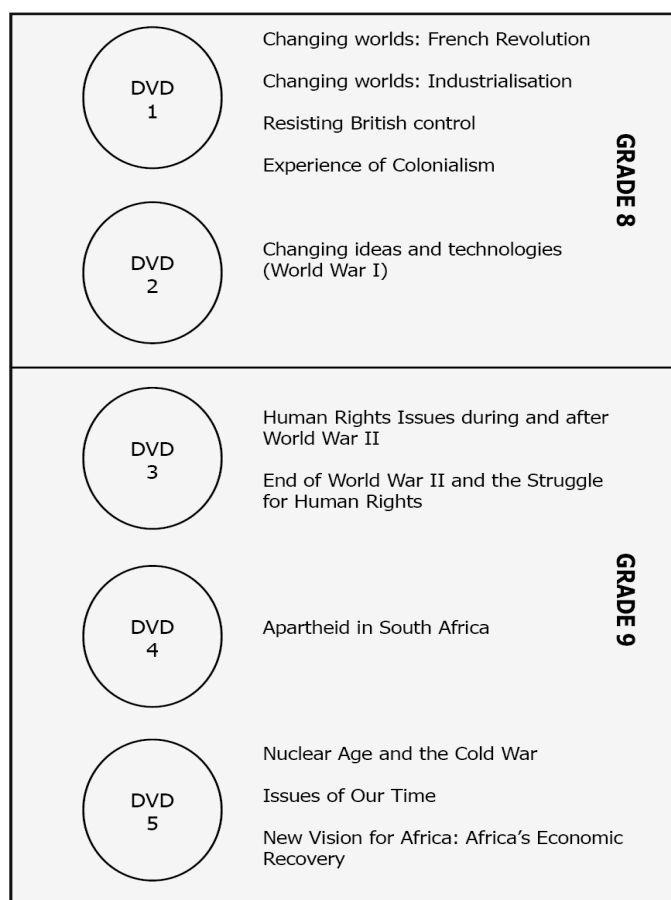 DVD
1
Changing worlds: French Revolution
Changing worlds: Industrialisation
Resisting British control
Experience of Colonialism
DVD
2
Changing ideas and technologies
(World War I)
GRADE 8
DVD
3
Human Rights Issues during and after
World War II
End of World War II and the Struggle
for Human Rights
DVD
4
Apartheid in South Africa
DVD
5
Nuclear Age and the Cold War
Issues of Our Time
New Vision for Africa: Africa’s Economic
Recovery
GRADE 9